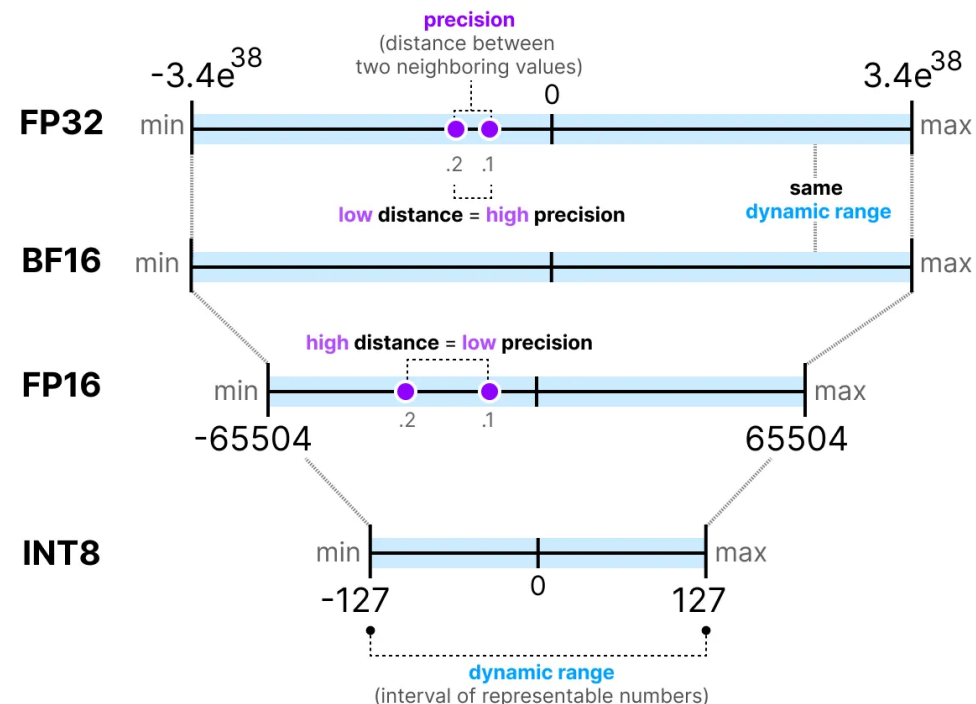 precision
(distance between
two neighboring values)
-3.4e38
0
3.4e38
FP32
min
max
.2
.1
low distance = high precision
same
dynamic range
BF16
min
max
high distance = low precision
FP16
min
max
.2
.1
-65504
65504
INT8
min
max
-127
0
127
dynamic range
(interval of representable numbers)